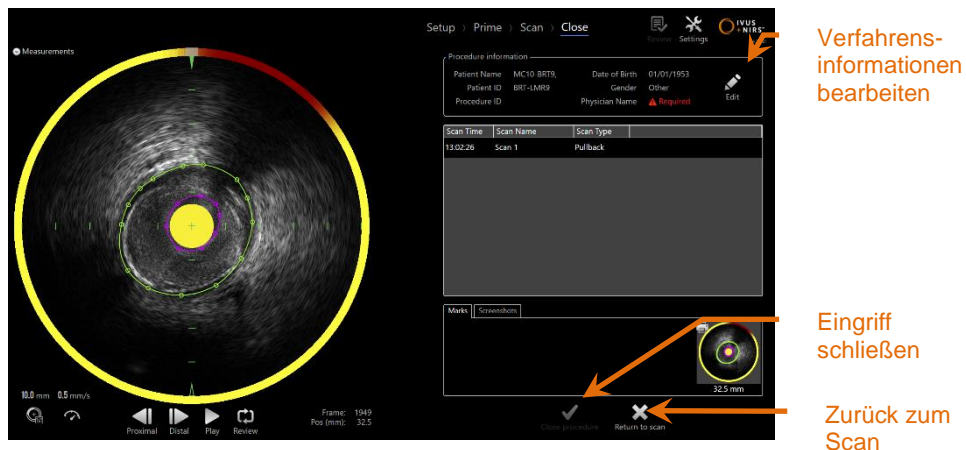 Setup › Prime › Scan › Close
Review
Settings
IVUS
+NIRS™
Measurements
Procedure information
Patient Name MC10-BRT9, Date of Birth 01/01/1953
Patient ID BRT-LMR9 Gender Other
Procedure ID Physician Name Required
Edit
Scan Time Scan Name Scan Type
13:02:26 Scan 1 Pullback
Marks Screenshots
32.5 mm
10.0 mm 0.5 mm/s
Proximal Distal Play Review
Frame: 1949
Pos (mm): 32.5
Close procedure Return to scan
Verfahrens-
informationen
bearbeiten
Eingriff
schließen
Zurück zum
Scan